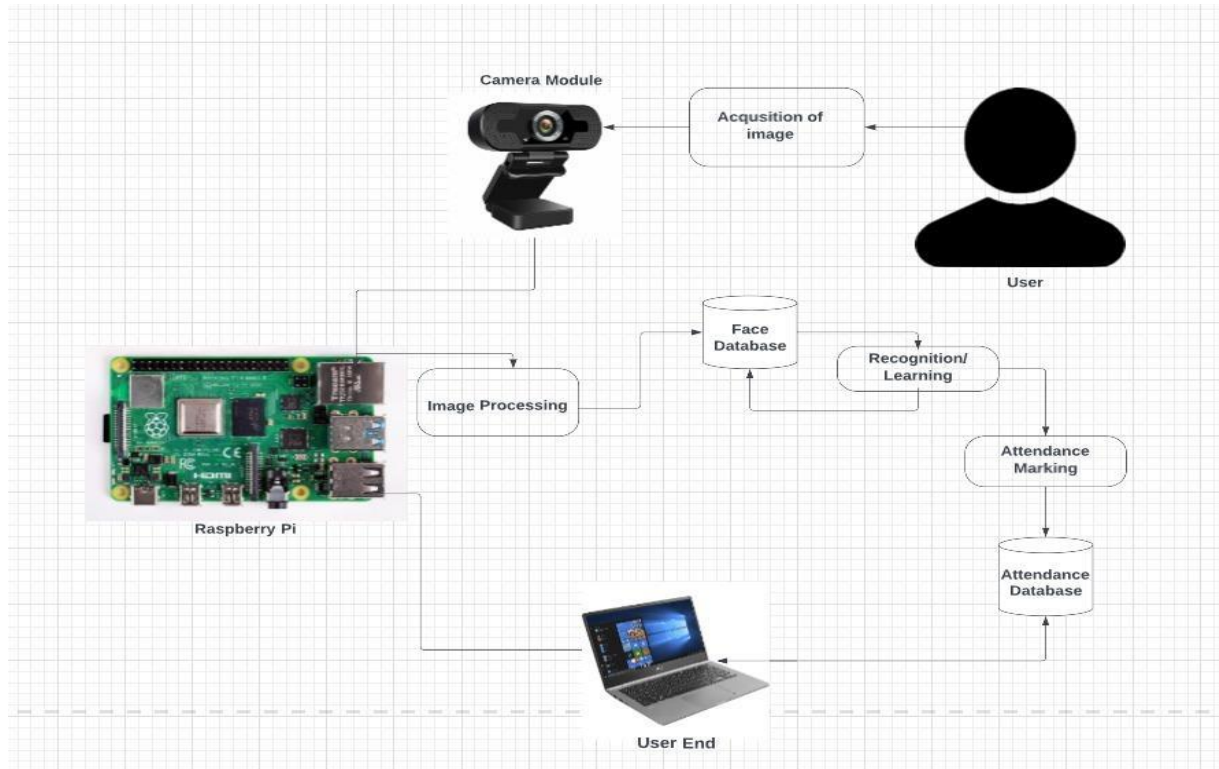 Camera Module
Acqusition of
image
User
Face
Database
Recognition/
Learning
Image Processing
Attendance
Marking
Raspberry Pi
Attendance
Database
User End
HDMI